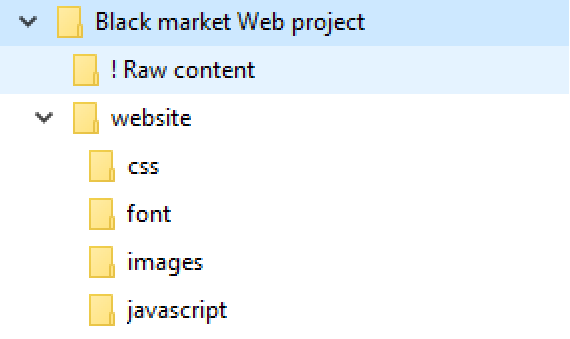 Black market Web project
! Raw content
website
css
font
images
javascript